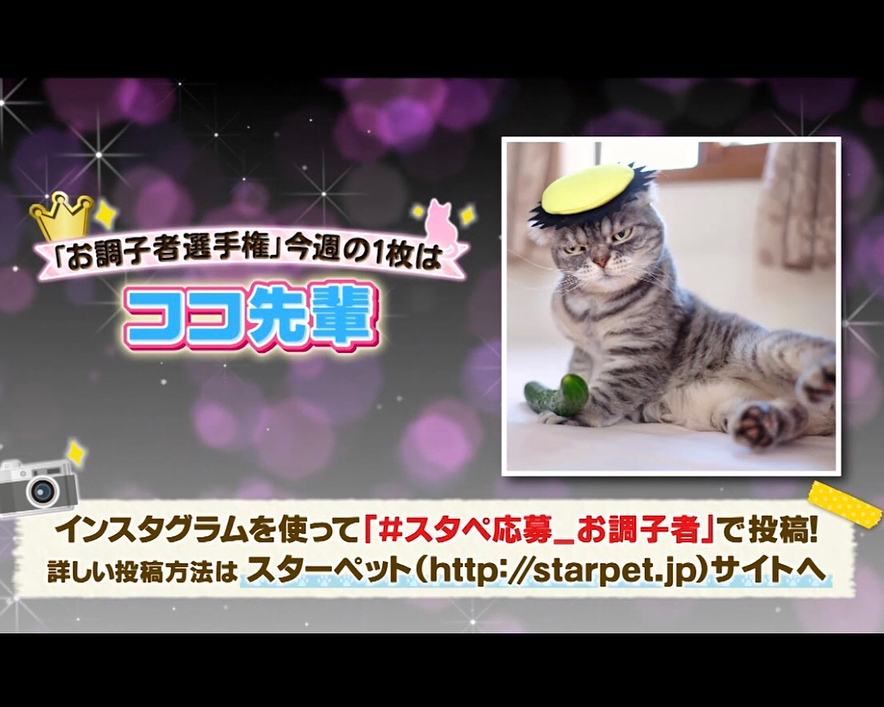 「お調子者選手権」今週の1枚は
ココ先輩
インスタグラムを使って「#スタペ応募_お調子者」で投稿!
詳しい投稿方法は スターペット(http://starpet.jp)サイトへ